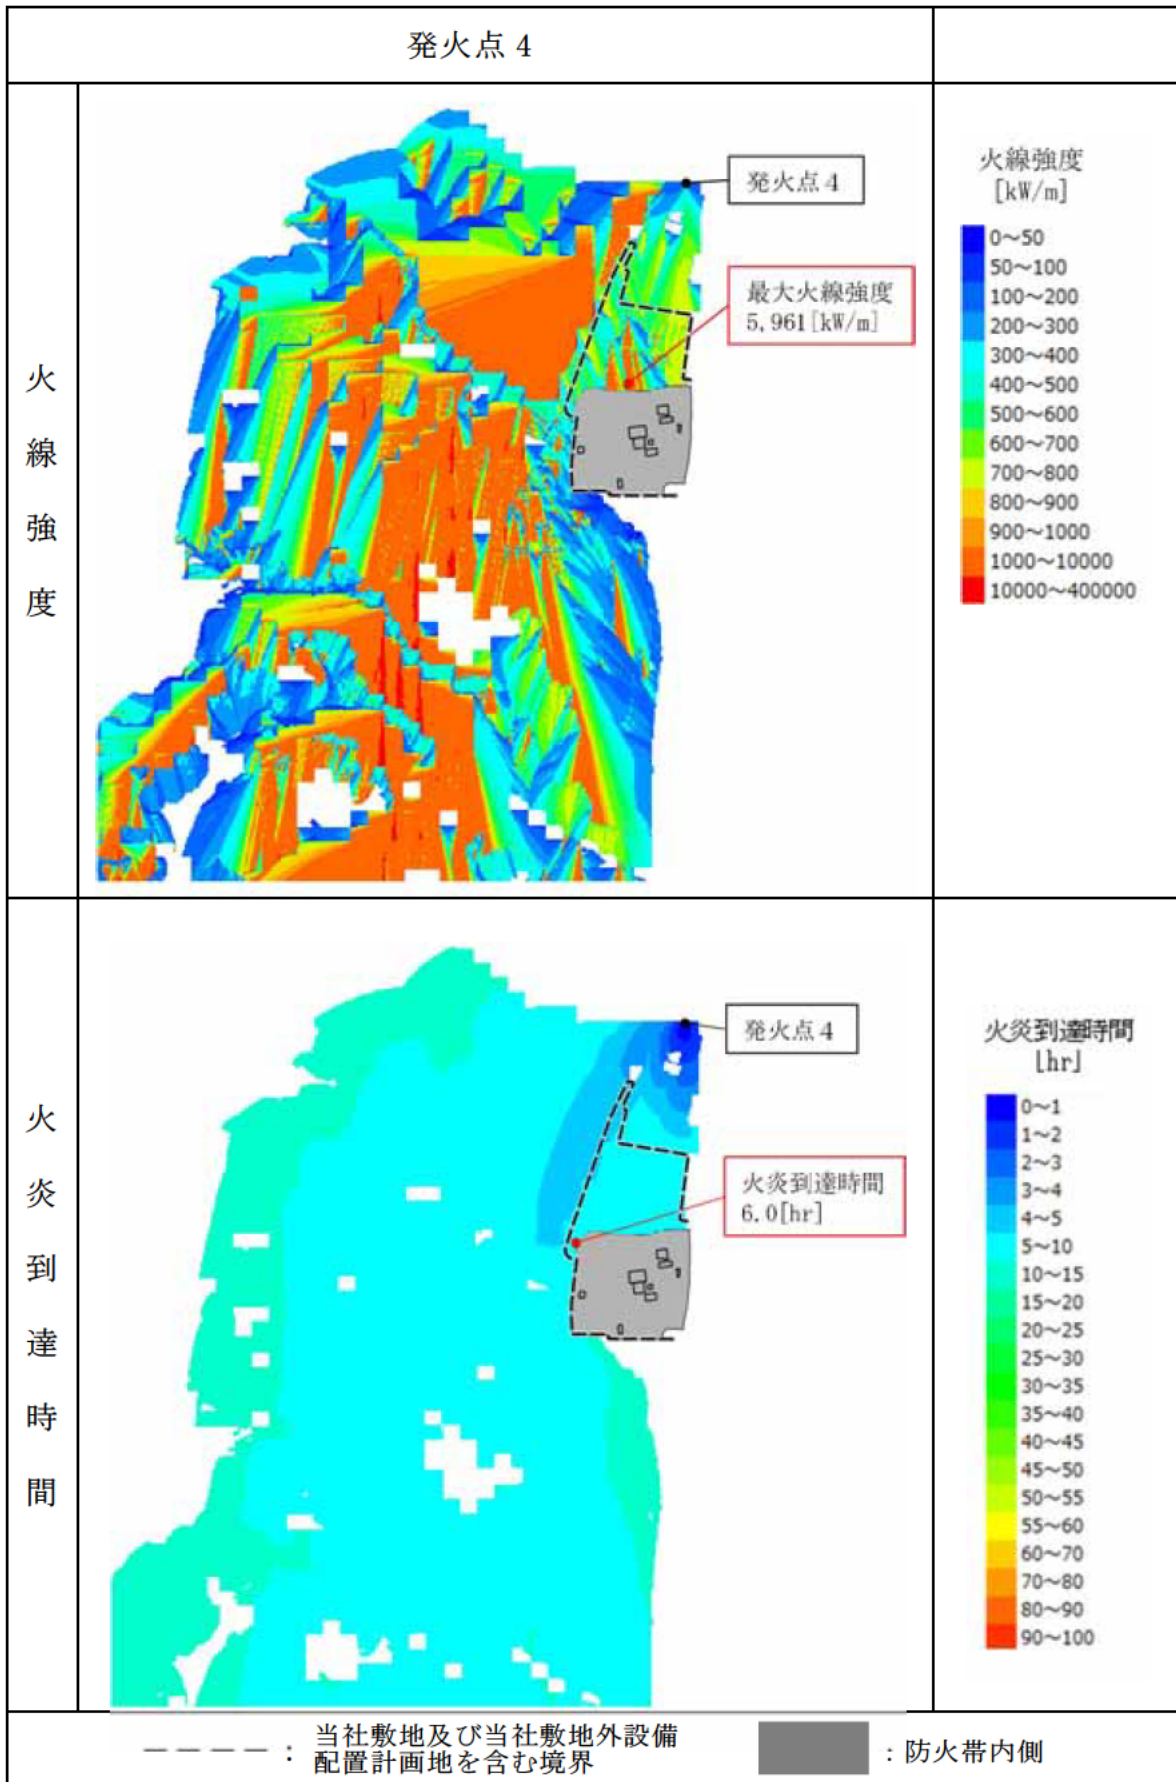 発火点 4
火線強度
発火点 4
最大火線強度
5,961[kW/m]
火線強度
[kW/m]
0～50
50～100
100～200
200～300
300～400
400～500
500～600
600～700
700～800
800～900
900～1000
1000～10000
10000～400000
火炎到達時間
発火点 4
火炎到達時間
6.0[hr]
火炎到達時間
[hr]
0～1
1～2
2～3
3～4
4～5
5～10
10～15
15～20
20～25
25～30
30～35
35～40
40～45
45～50
50～55
55～60
60～70
70～80
80～90
90～100
：当社敷地及び当社敷地外設備
配置計画地を含む境界
：防火帯内側